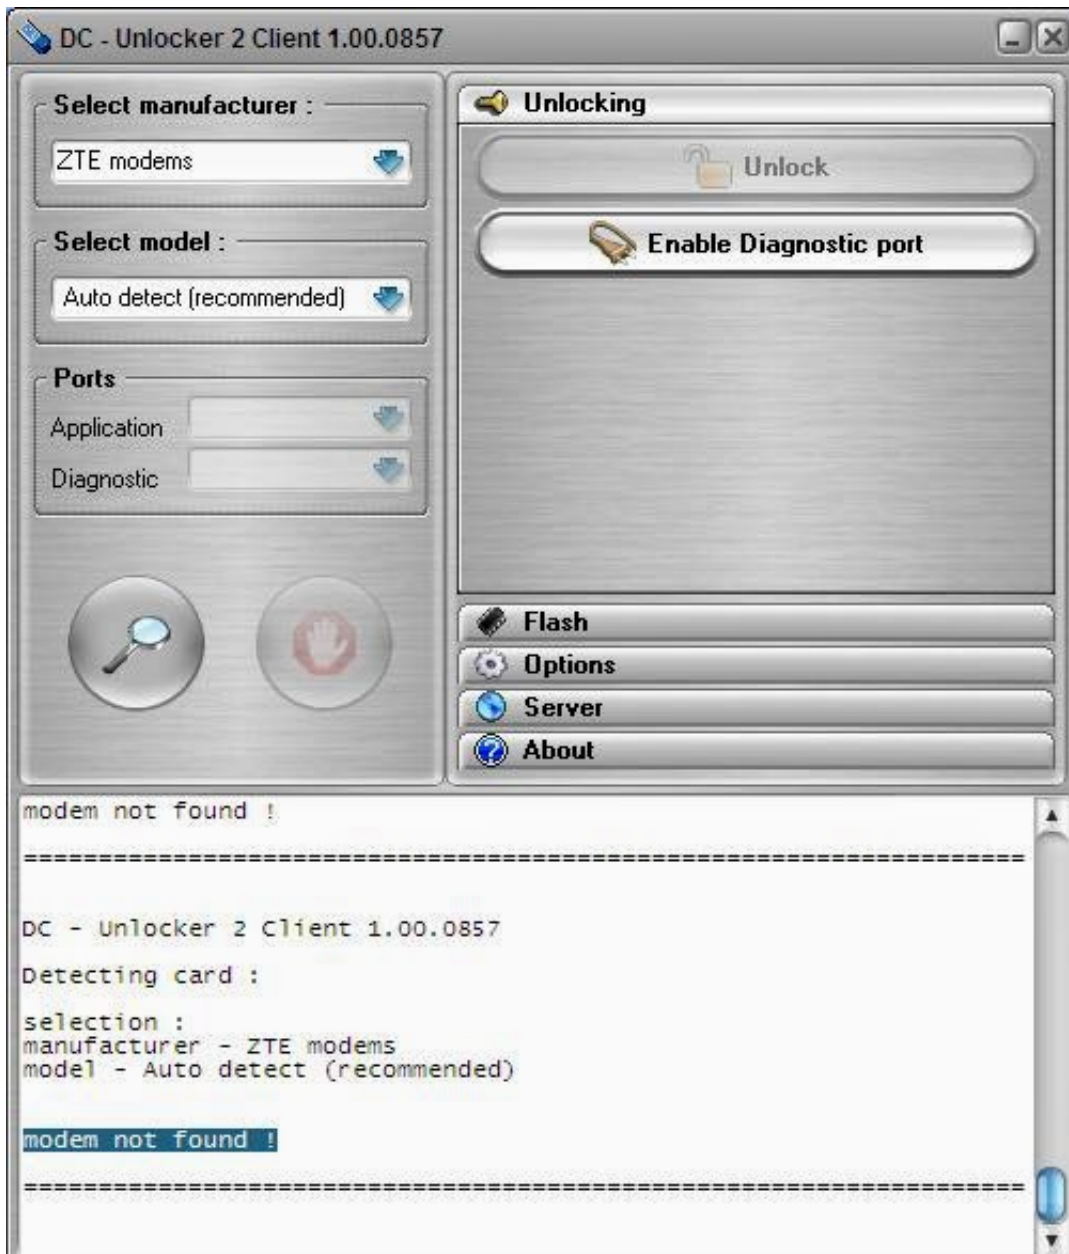 DC - Unlocker 2 Client 1.00.0857
Select manufacturer :
ZTE modems
Select model :
Auto detect (recommended)
Ports
Application
Diagnostic
Unlocking
Unlock
Enable Diagnostic port
Flash
Options
Server
About
modem not found !
===================================================================
DC - Unlocker 2 Client 1.00.0857
Detecting card :
selection :
manufacturer - ZTE modems
model - Auto detect (recommended)
modem not found !
===================================================================